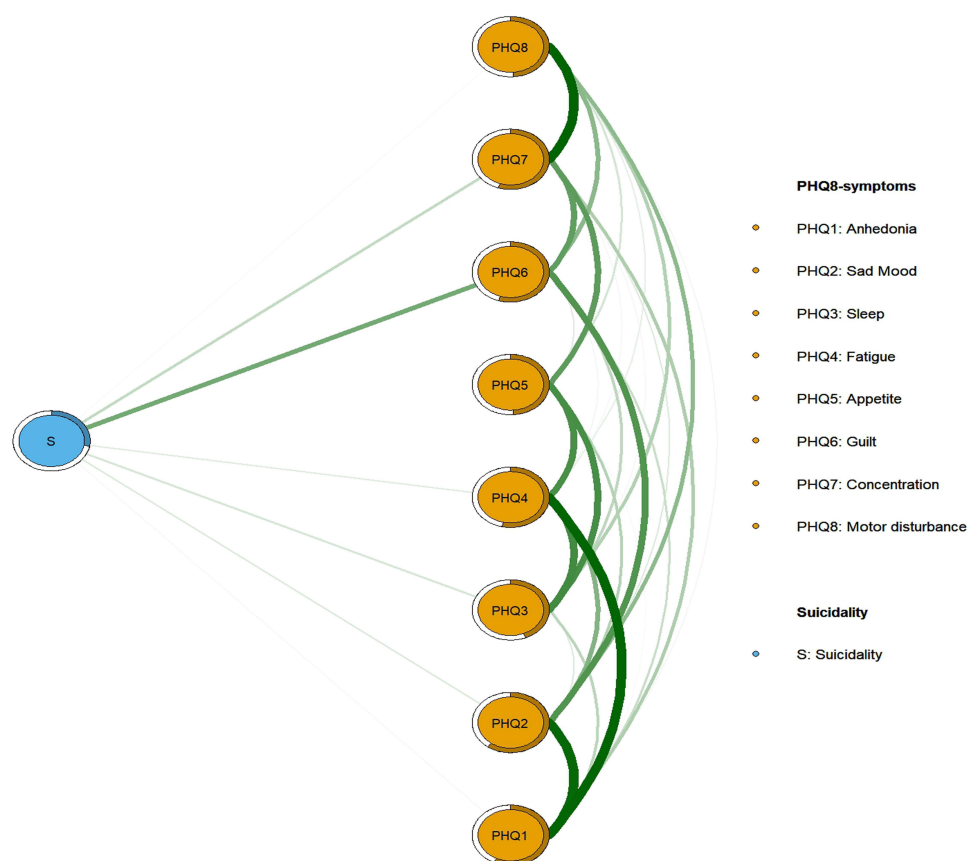 PHQ8
PHQ7
PHQ6
PHQ5
S
PHQ4
PHQ3
PHQ2
PHQ1
PHQ8-symptoms
PHQ1: Anhedonia
PHQ2: Sad Mood
PHQ3: Sleep
PHQ4: Fatigue
PHQ5: Appetite
PHQ6: Guilt
PHQ7: Concentration
PHQ8: Motor disturbance
Suicidality
S: Suicidality